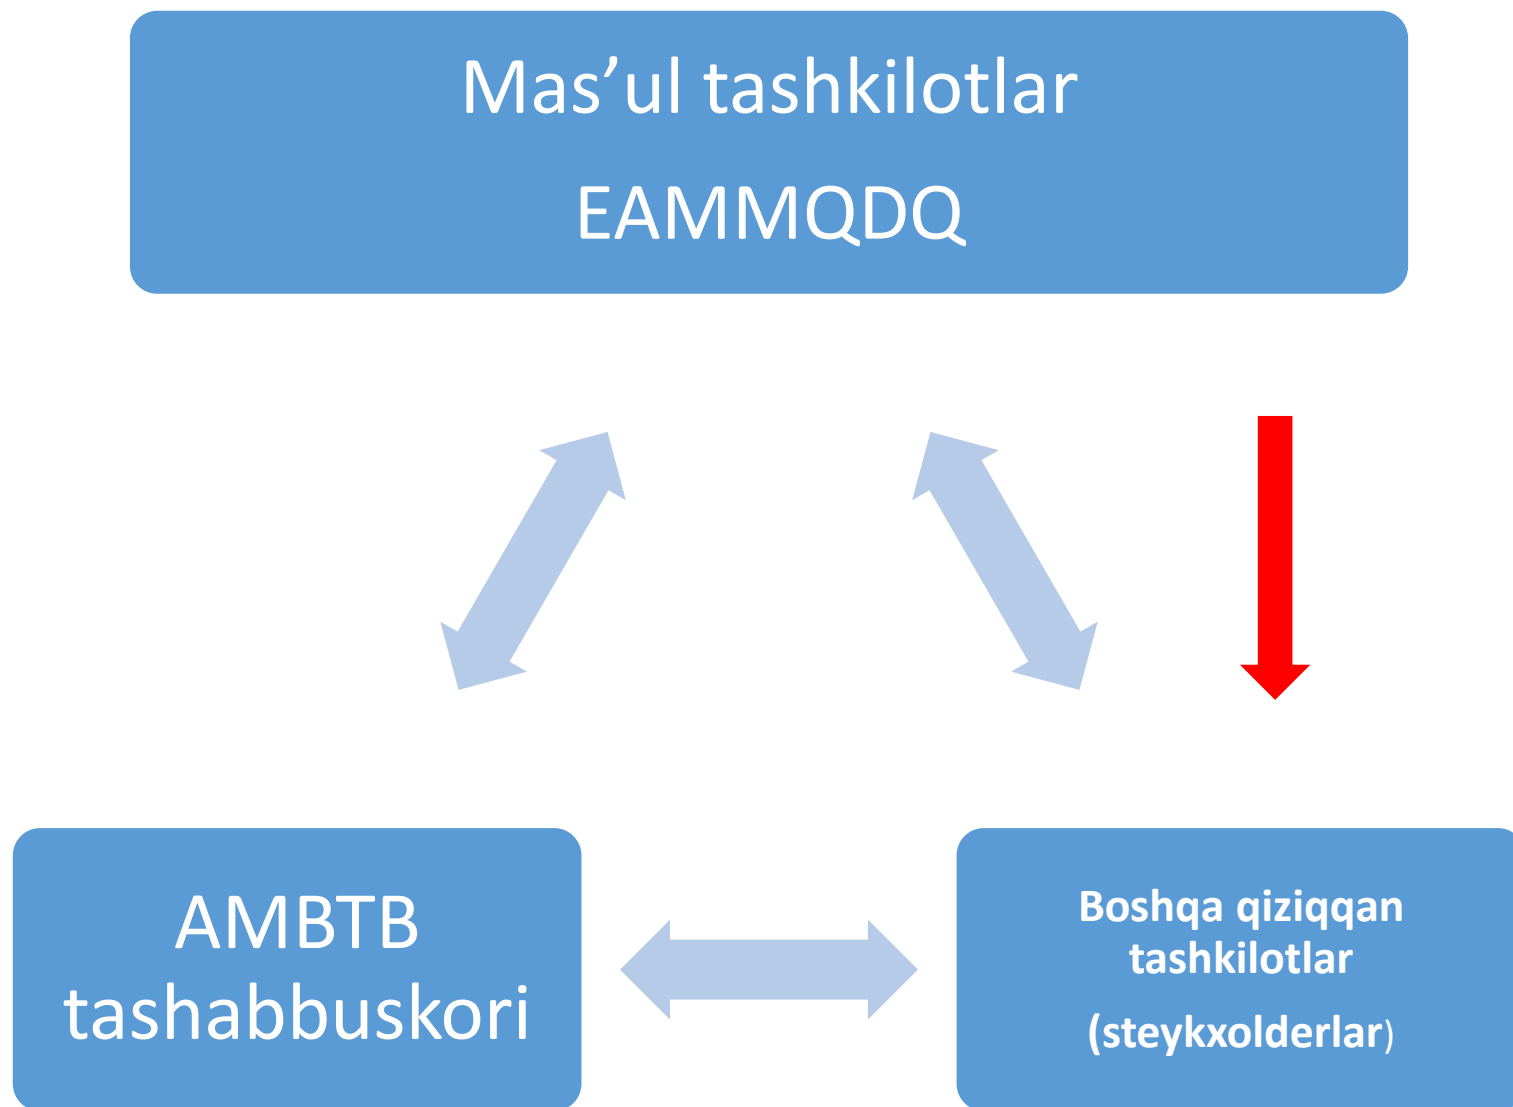 Mas’ul tashkilotlar
EAMMQDQ
AMBTB
tashabbuskori
Boshqa qiziqqan
tashkilotlar
(steykxolderlar)